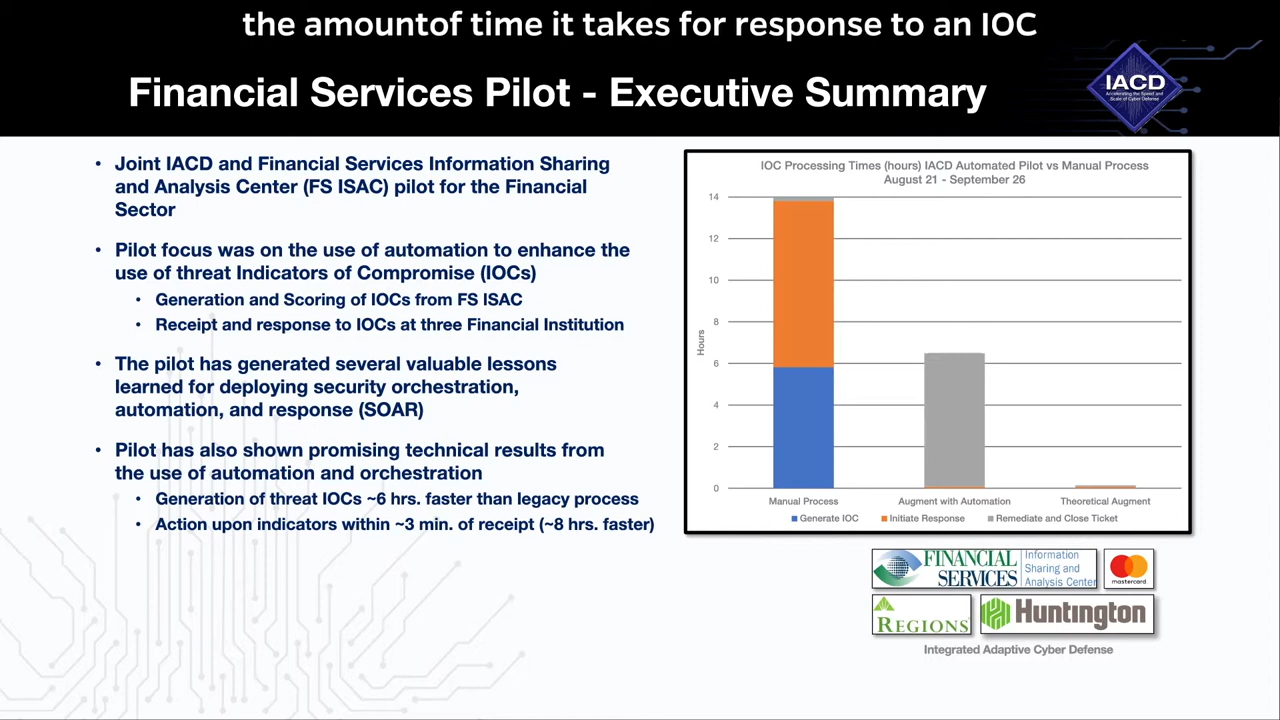 the amountof time it takes for response to an IOC
Financial Services Pilot - Executive Summary
IACD
Accelerating the Speed and
Scale of Cyber Defense
• Joint IACD and Financial Services Information Sharing
and Analysis Center (FS ISAC) pilot for the Financial
Sector
• Pilot focus was on the use of automation to enhance the
use of threat Indicators of Compromise (IOCs)
• Generation and Scoring of IOCs from FS ISAC
• Receipt and response to IOCs at three Financial Institution
• The pilot has generated several valuable lessons
learned for deploying security orchestration,
automation, and response (SOAR)
• Pilot has also shown promising technical results from
the use of automation and orchestration
• Generation of threat IOCs ~6 hrs. faster than legacy process
• Action upon indicators within ~3 min. of receipt (~8 hrs. faster)
IOC Processing Times (hours) IACD Automated Pilot vs Manual Process
August 21 - September 26
14
12
10
8
6
4
2
0
Hours
Manual Process Augment with Automation Theoretical Augment
Generate IOC Initiate Response Remediate and Close Ticket
FINANCIAL
SERVICES
Information
Sharing and
Analysis Center
mastercard
REGIONS
Huntington
Integrated Adaptive Cyber Defense